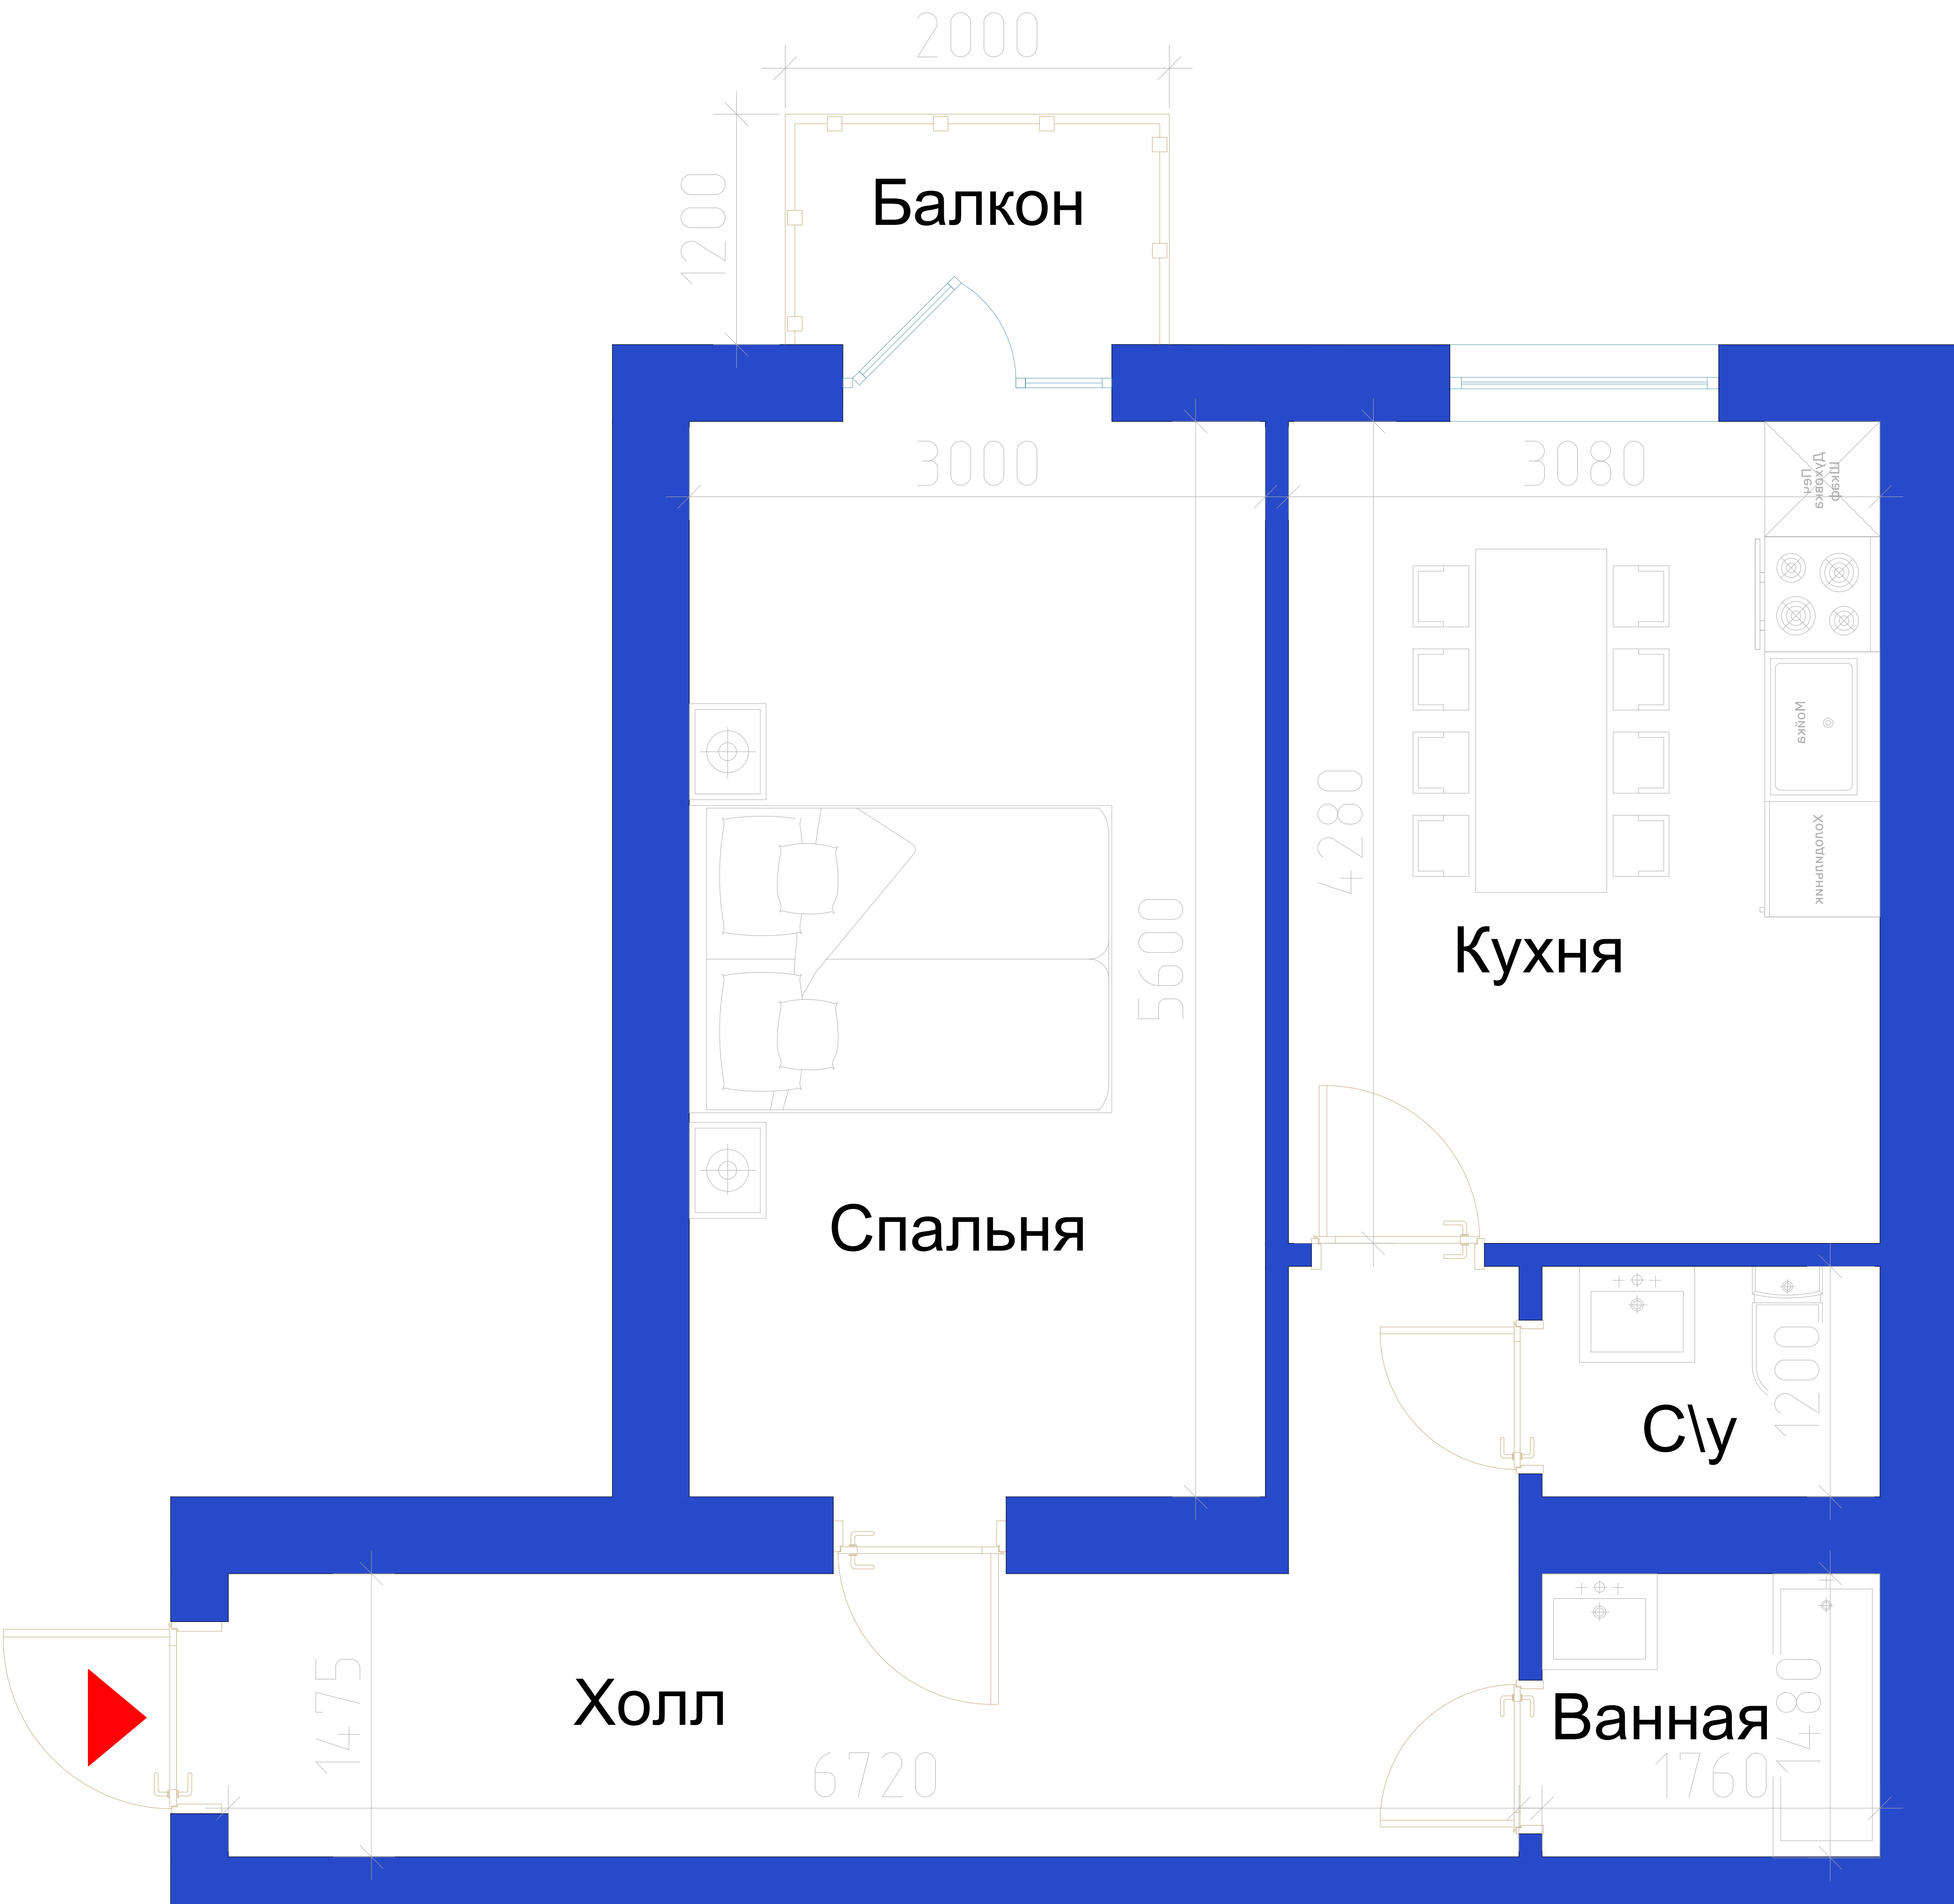 2000
1200
Балкон
3000
3080
Шкаф
Духовка
Печ
Мойка
4280
Холодильник
5600
Кухня
Спальня
1200
С\у
1475
Холл
1480
Ванная
6720
1760